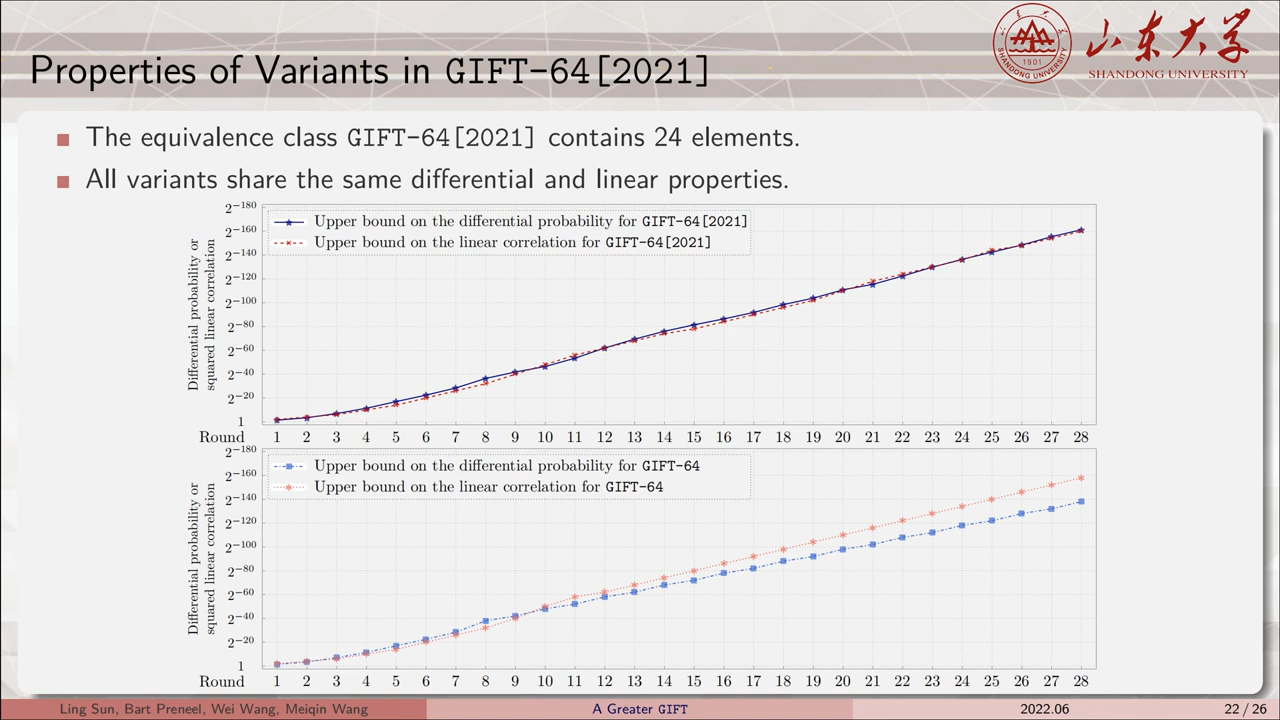 山东大学
SHANDONG UNIVERSITY
SHANDONG UNIVERSITY
1901
Properties of Variants in GIFT-64[2021]
The equivalence class GIFT-64[2021] contains 24 elements.
All variants share the same differential and linear properties.
Upper bound on the differential probability for GIFT-64[2021]
Upper bound on the linear correlation for GIFT-64[2021]
Differential probability or
squared linear correlation
2^-180
2^-160
2^-140
2^-120
2^-100
2^-80
2^-60
2^-40
2^-20
1
Round 1 2 3 4 5 6 7 8 9 10 11 12 13 14 15 16 17 18 19 20 21 22 23 24 25 26 27 28
Upper bound on the differential probability for GIFT-64
Upper bound on the linear correlation for GIFT-64
Differential probability or
squared linear correlation
2^-180
2^-160
2^-140
2^-120
2^-100
2^-80
2^-60
2^-40
2^-20
1
Round 1 2 3 4 5 6 7 8 9 10 11 12 13 14 15 16 17 18 19 20 21 22 23 24 25 26 27 28
Ling Sun, Bart Preneel, Wei Wang, Meiqin Wang
A Greater GIFT
2022.06
22 / 26